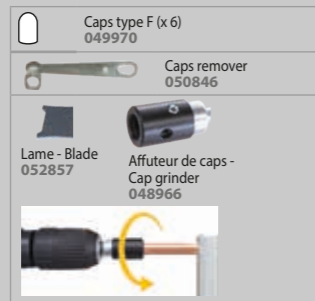 Caps type F (x 6)
049970
Caps remover
050846
Lame - Blade
052857
Affuteur de caps -
Cap grinder
048966